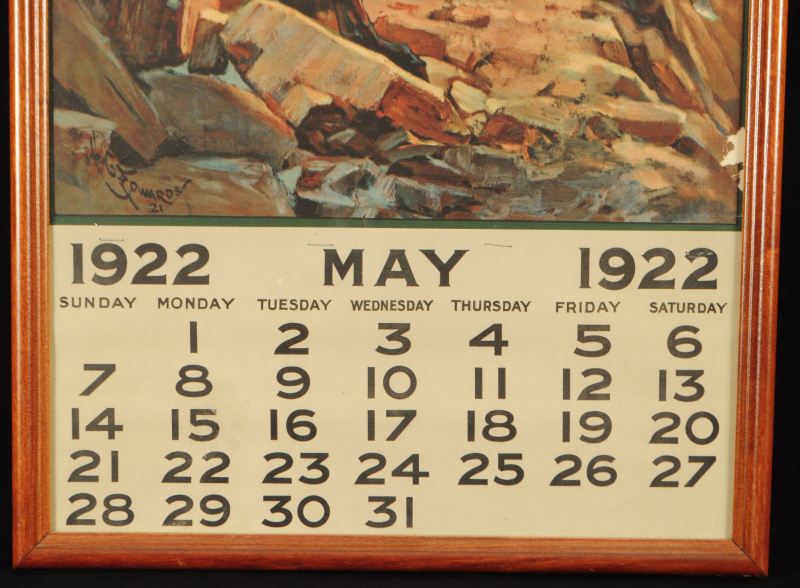 Edwards
21
1922 MAY 1922
SUNDAY MONDAY TUESDAY WEDNESDAY THURSDAY FRIDAY SATURDAY
1 2 3 4 5 6
7 8 9 10 11 12 13
14 15 16 17 18 19 20
21 22 23 24 25 26 27
28 29 30 31